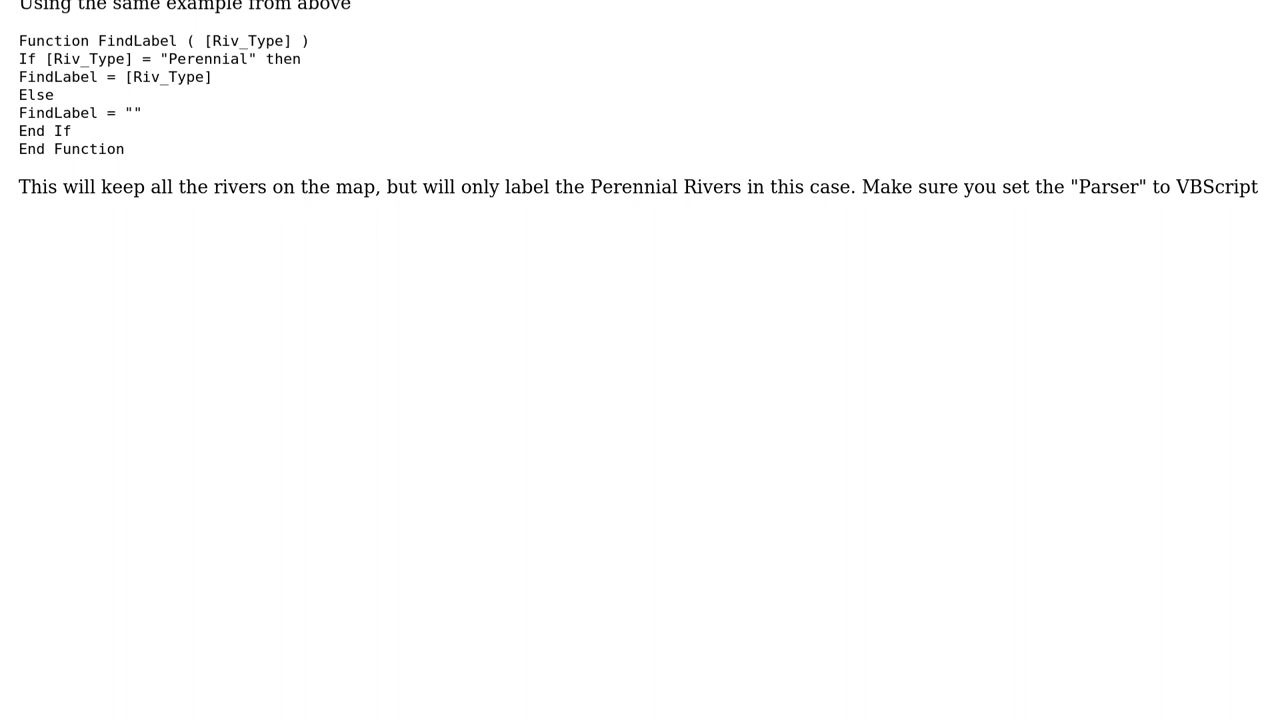 Using the same example from above
Function FindLabel ( [Riv_Type] )
If [Riv_Type] = "Perennial" then
FindLabel = [Riv_Type]
Else
FindLabel = ""
End If
End Function
This will keep all the rivers on the map, but will only label the Perennial Rivers in this case. Make sure you set the "Parser" to VBScript